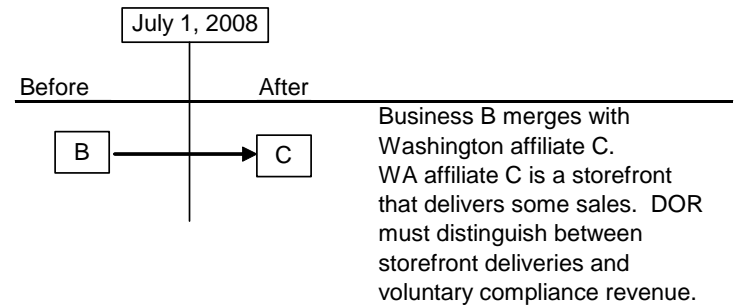 July 1, 2008
Before
After
B
C
Business B merges with
Washington affiliate C.
WA affiliate C is a storefront
that delivers some sales.  DOR
must distinguish between
storefront deliveries and
voluntary compliance revenue.